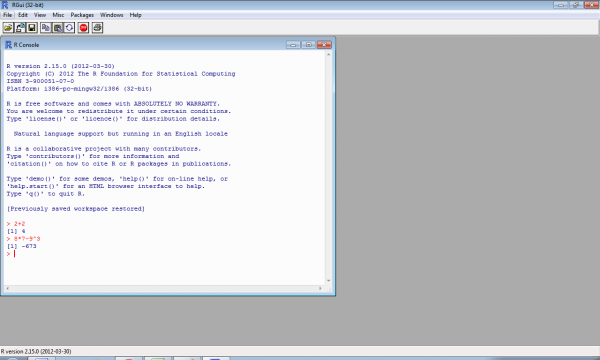 RGui (32-bit)
File Edit View Misc Packages Windows Help
R Console
R version 2.15.0 (2012-03-30)
Copyright (C) 2012 The R Foundation for Statistical Computing
ISBN 3-900051-07-0
Platform: i386-pc-mingw32/i386 (32-bit)
R is free software and comes with ABSOLUTELY NO WARRANTY.
You are welcome to redistribute it under certain conditions.
Type 'license()' or 'licence()' for distribution details.
Natural language support but running in an English locale
R is a collaborative project with many contributors.
Type 'contributors()' for more information and
'citation()' on how to cite R or R packages in publications.
Type 'demo()' for some demos, 'help()' for on-line help, or
'help.start()' for an HTML browser interface to help.
Type 'q()' to quit R.
[Previously saved workspace restored]
> 2+2
[1] 4
> 8*7-9^3
[1] -673
>
R version 2.15.0 (2012-03-30)